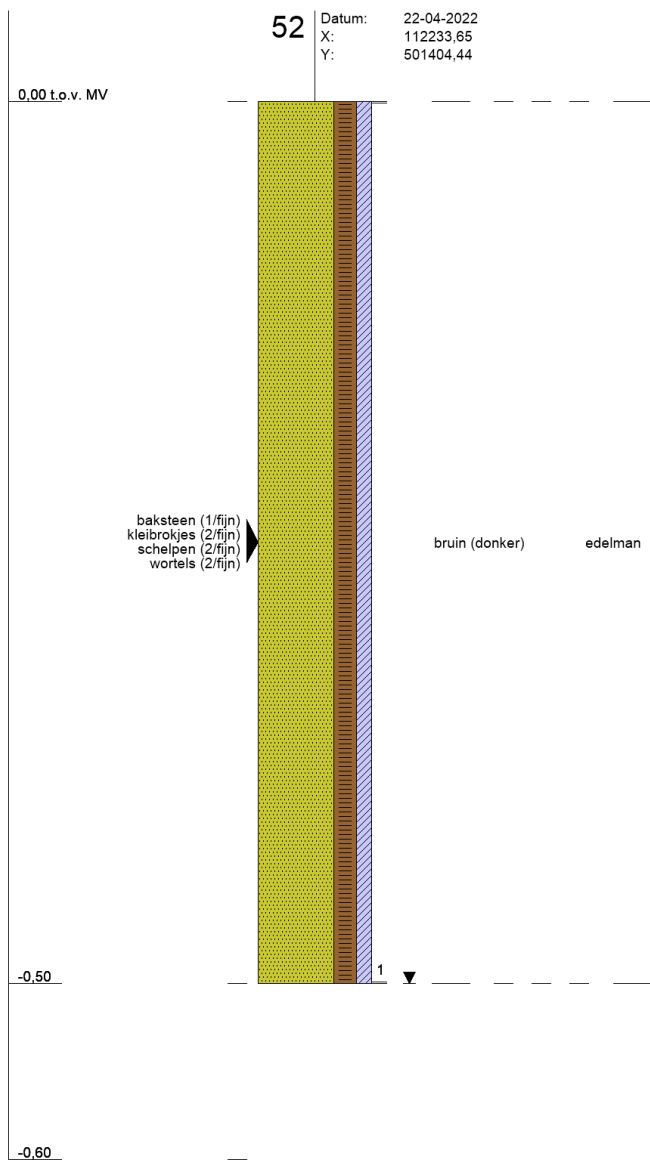 52
Datum: 22-04-2022
X: 112233,65
Y: 501404,44
0,00 t.o.v. MV
baksteen (1/fijn)
kleibrokjes (2/fijn)
schelpen (2/fijn)
wortels (2/fijn)
bruin (donker) edelman
1
-0,50
-0,60